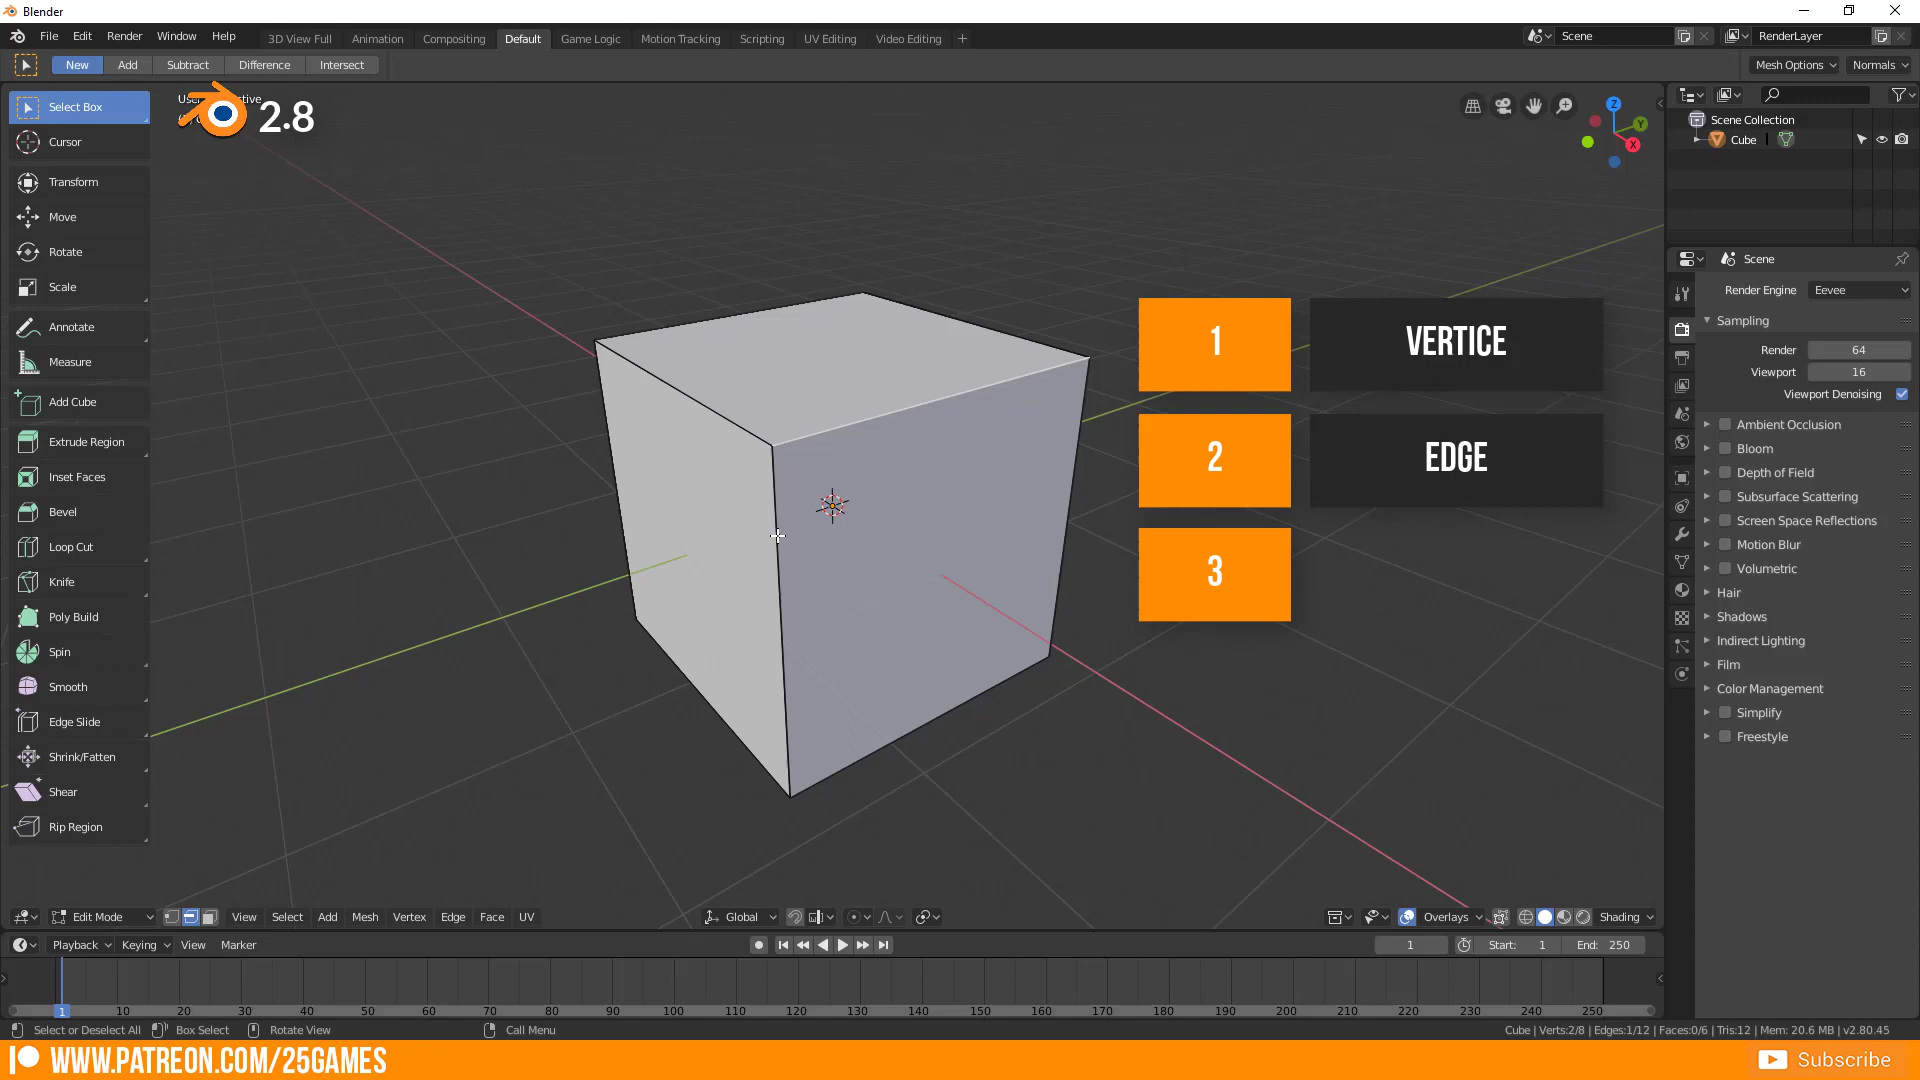 Blender
File Edit Render Window Help 3D View Full Animation Compositing Default Game Logic Motion Tracking Scripting UV Editing Video Editing + Scene RenderLayer
New Add Subtract Difference Intersect Mesh Options Normals
Select Box
Cursor
Transform
Move
Rotate
Scale
Annotate
Measure
Add Cube
Extrude Region
Inset Faces
Bevel
Loop Cut
Knife
Poly Build
Spin
Smooth
Edge Slide
Shrink/Fatten
Shear
Rip Region
2.8
Z
Y
X
1 VERTICE
2 EDGE
3
Scene Collection
Cube
Scene
Render Engine Eevee
Sampling
Render 64
Viewport 16
Viewport Denoising
Ambient Occlusion
Bloom
Depth of Field
Subsurface Scattering
Screen Space Reflections
Motion Blur
Volumetric
Hair
Shadows
Indirect Lighting
Film
Color Management
Simplify
Freestyle
Edit Mode View Select Add Mesh Vertex Edge Face UV Global Overlays Shading
Playback Keying View Marker 1 Start: 1 End: 250
1 10 20 30 40 50 60 70 80 90 100 110 120 130 140 150 160 170 180 190 200 210 220 230 240 250
Select or Deselect All Box Select Rotate View Call Menu Cube | Verts:2/8 | Edges:1/12 | Faces:0/6 | Tris:12 | Mem: 20.6 MB | v2.80.45
WWW.PATREON.COM/25GAMES Subscribe